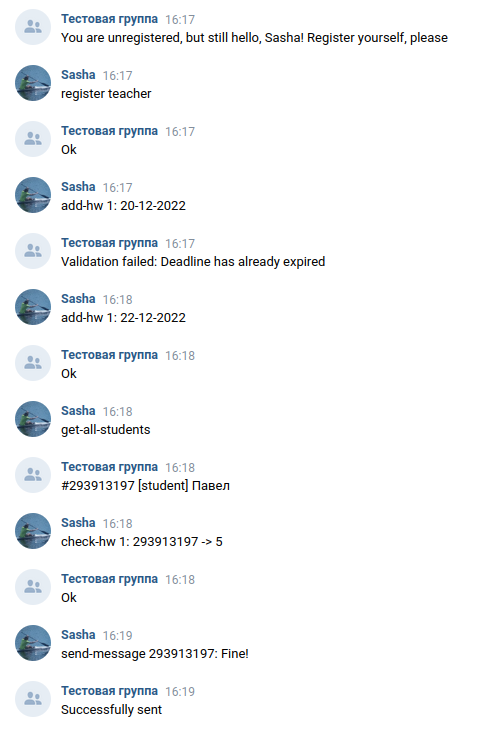 Тестовая группа 16:17
You are unregistered, but still hello, Sasha! Register yourself, please
Sasha 16:17
register teacher
Тестовая группа 16:17
Ok
Sasha 16:17
add-hw 1: 20-12-2022
Тестовая группа 16:17
Validation failed: Deadline has already expired
Sasha 16:18
add-hw 1: 22-12-2022
Тестовая группа 16:18
Ok
Sasha 16:18
get-all-students
Тестовая группа 16:18
#293913197 [student] Павел
Sasha 16:18
check-hw 1: 293913197 -> 5
Тестовая группа 16:18
Ok
Sasha 16:19
send-message 293913197: Fine!
Тестовая группа 16:19
Successfully sent